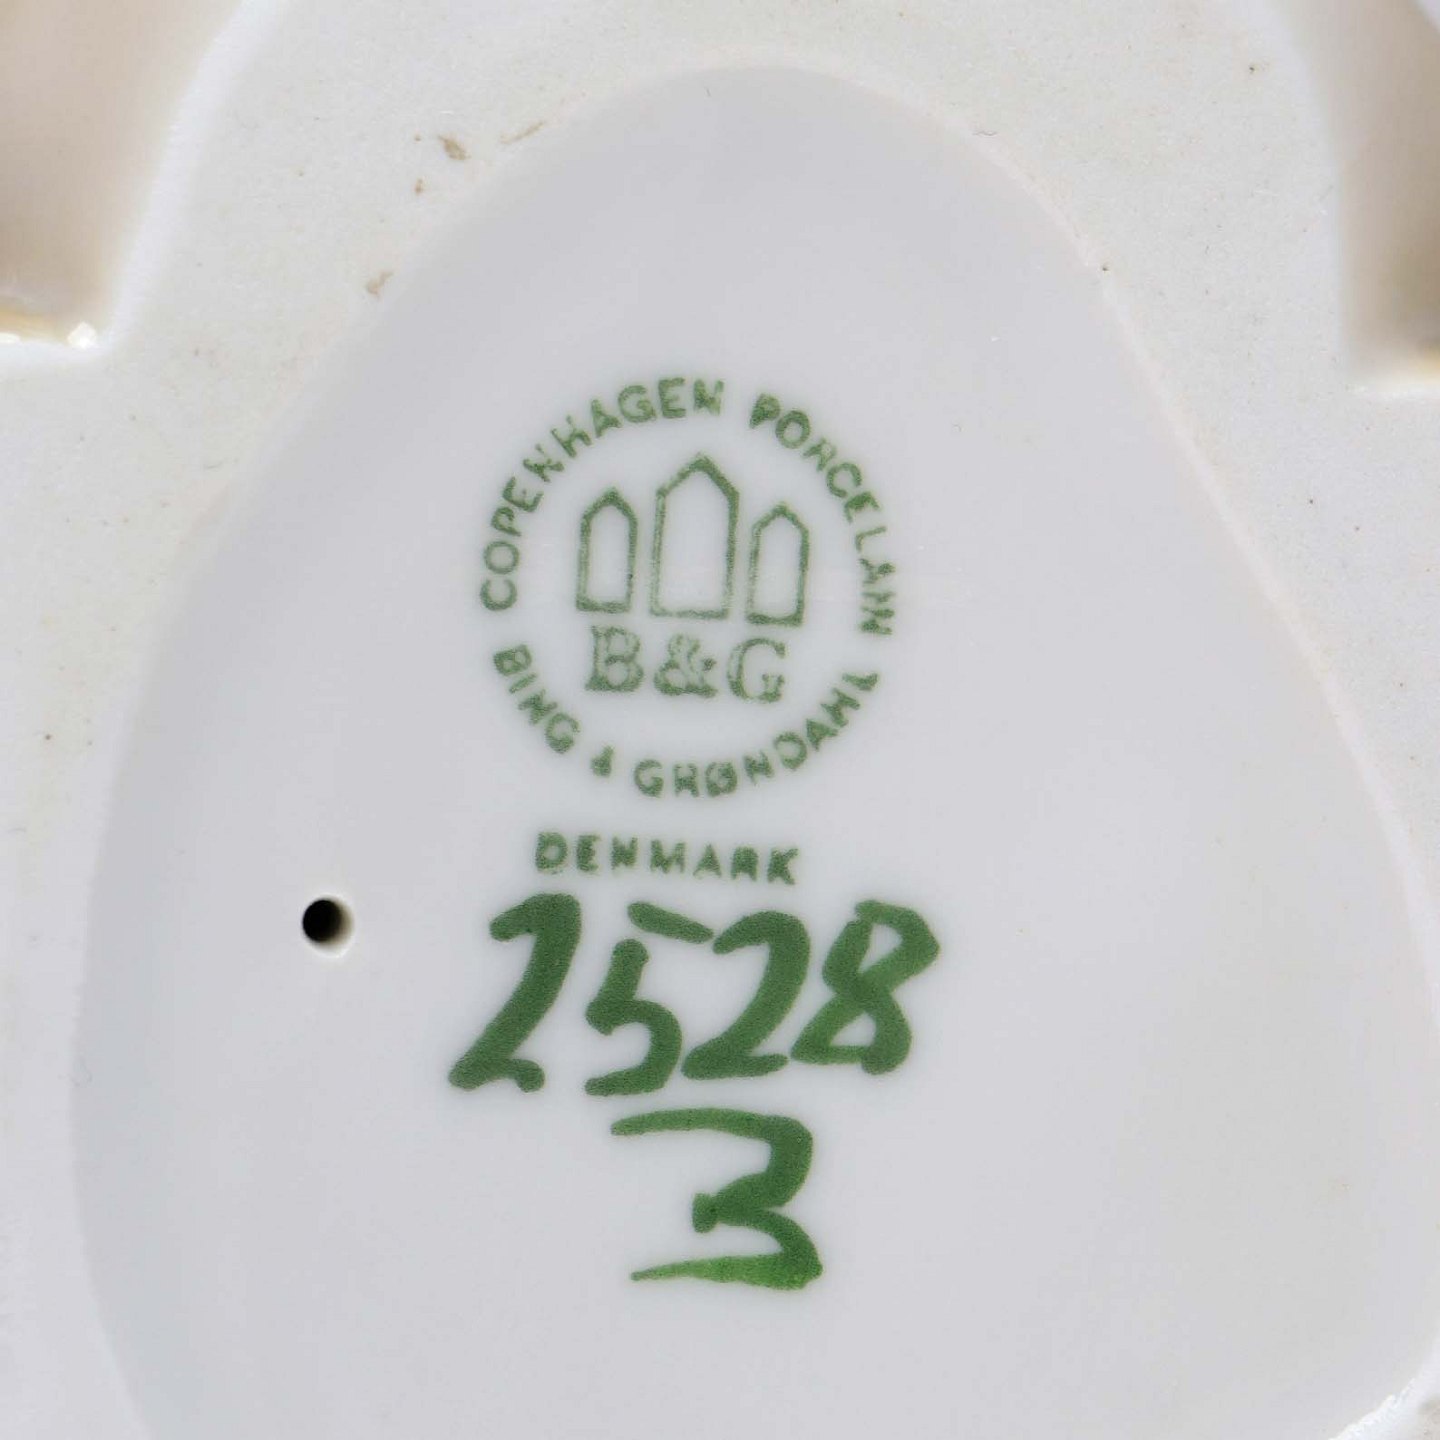 COPENHAGEN PORCELAIN
B&G
BING & GRØNDAHL
DENMARK
2528
3